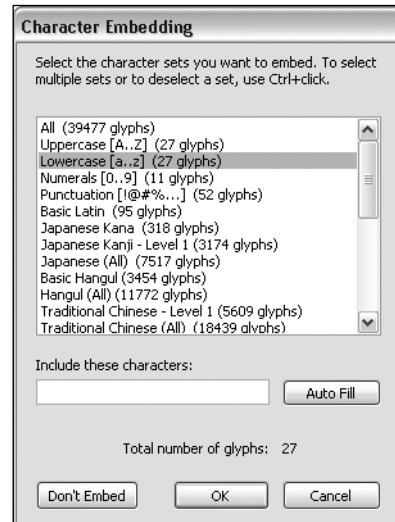 Character Embedding
Select the character sets you want to embed. To select
multiple sets or to deselect a set, use Ctrl+click.
All (39477 glyphs)
Uppercase [A..Z] (27 glyphs)
Lowercase [a..z] (27 glyphs)
Numerals [0..9] (11 glyphs)
Punctuation [!@#%...] (52 glyphs)
Basic Latin (95 glyphs)
Japanese Kana (318 glyphs)
Japanese Kanji - Level 1 (3174 glyphs)
Japanese (All) (7517 glyphs)
Basic Hangul (3454 glyphs)
Hangul (All) (11772 glyphs)
Traditional Chinese - Level 1 (5609 glyphs)
Traditional Chinese (All) (18439 glyphs)
Include these characters:
Auto Fill
Total number of glyphs: 27
Don't Embed OK Cancel